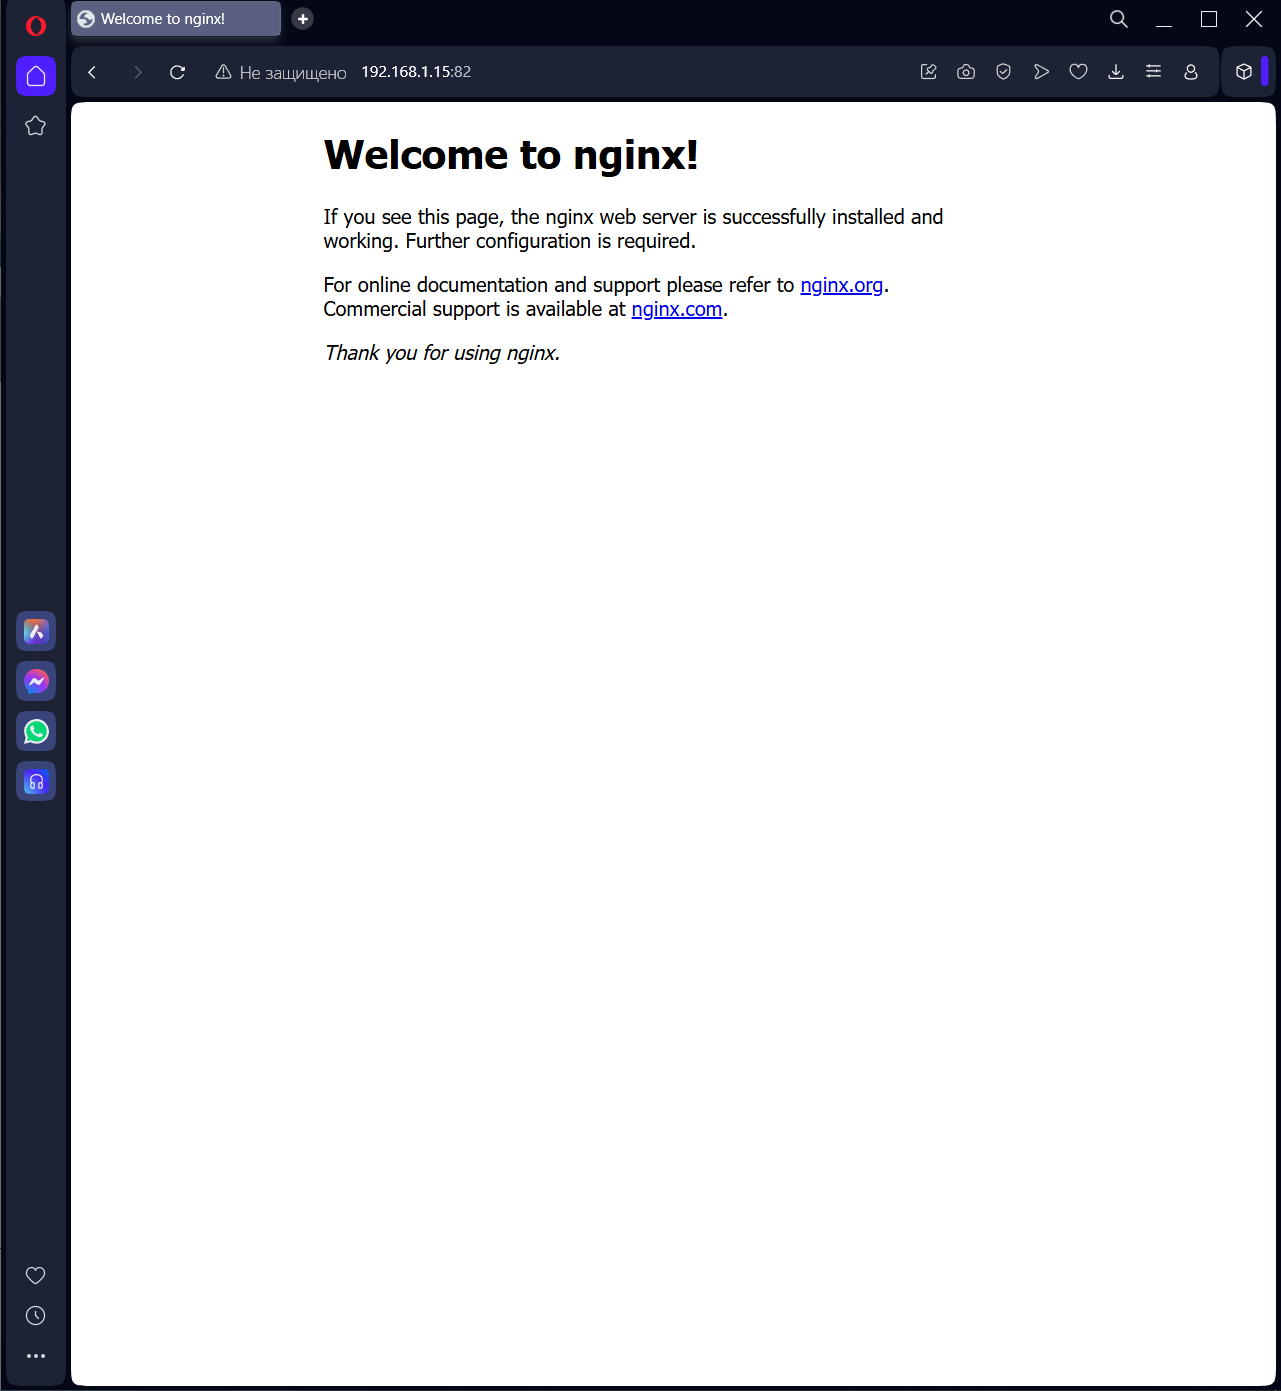 Welcome to nginx!
Не защищено 192.168.1.15:82
Welcome to nginx!
If you see this page, the nginx web server is successfully installed and
working. Further configuration is required.
For online documentation and support please refer to nginx.org.
Commercial support is available at nginx.com.
Thank you for using nginx.